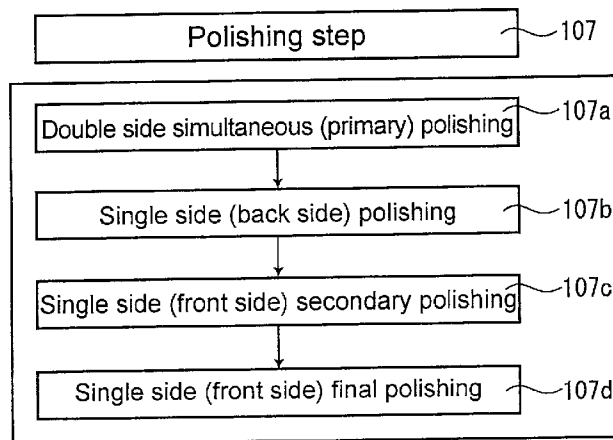 Polishing step 107
Double side simultaneous (primary) polishing 107a
Single side (back side) polishing 107b
Single side (front side) secondary polishing 107c
Single side (front side) final polishing 107d